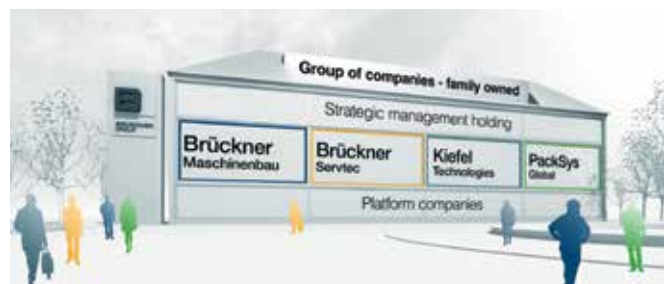 Group of companies - family owned
Strategic management holding
Brückner
Maschinenbau
Brückner
Servtec
Kiefel
Technologies
PackSys
Global
Platform companies